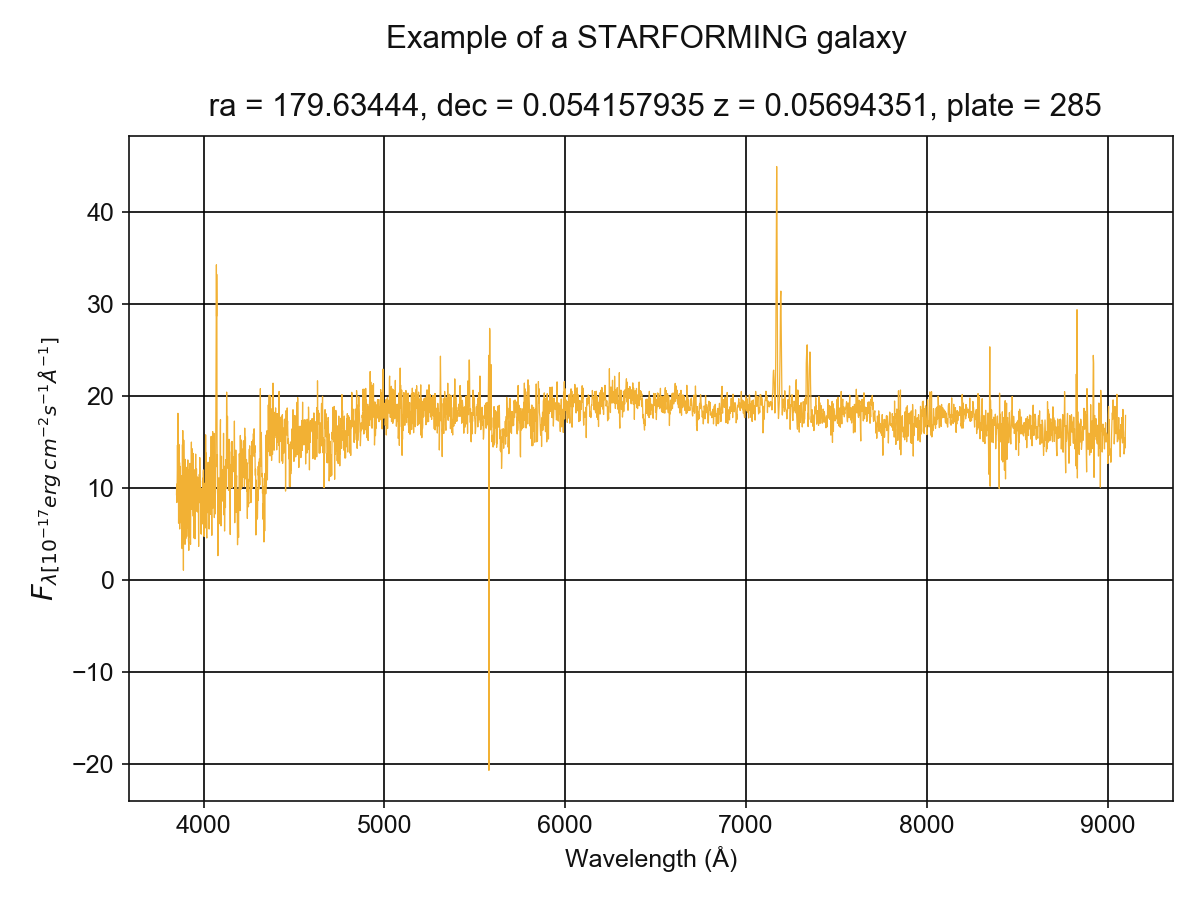 Example of a STARFORMING galaxy
ra = 179.63444, dec = 0.054157935 z = 0.05694351, plate = 285
40
30
20
10
0
−10
−20
F_{λ[10^{−17}erg cm^{−2}s^{−1}Å^{−1}]}
4000 5000 6000 7000 8000 9000
Wavelength (Å)